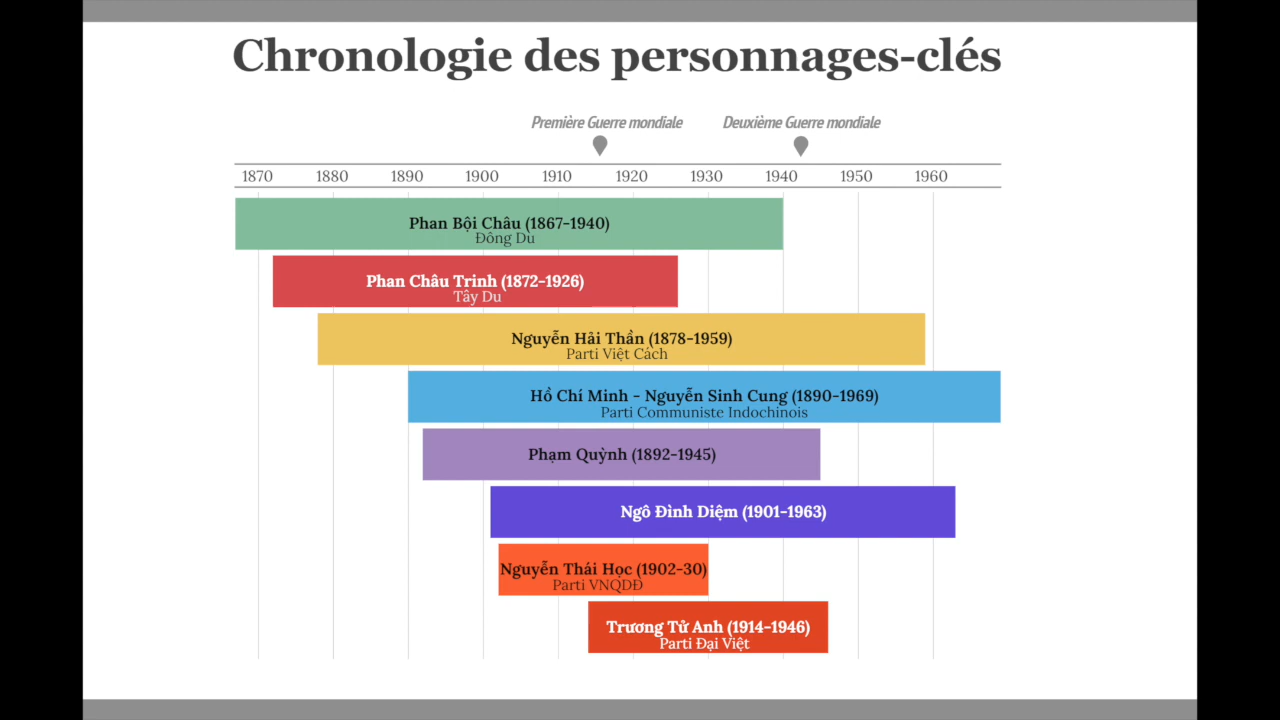 Chronologie des personnages-clés
Première Guerre mondiale Deuxième Guerre mondiale
1870 1880 1890 1900 1910 1920 1930 1940 1950 1960
Phan Bội Châu (1867-1940)
Đông Du
Phan Châu Trinh (1872-1926)
Tây Du
Nguyễn Hải Thần (1878-1959)
Parti Việt Cách
Hồ Chí Minh - Nguyễn Sinh Cung (1890-1969)
Parti Communiste Indochinois
Phạm Quỳnh (1892-1945)
Ngô Đình Diệm (1901-1963)
Nguyễn Thái Học (1902-30)
Parti VNQDĐ
Trương Tử Anh (1914-1946)
Parti Đại Việt